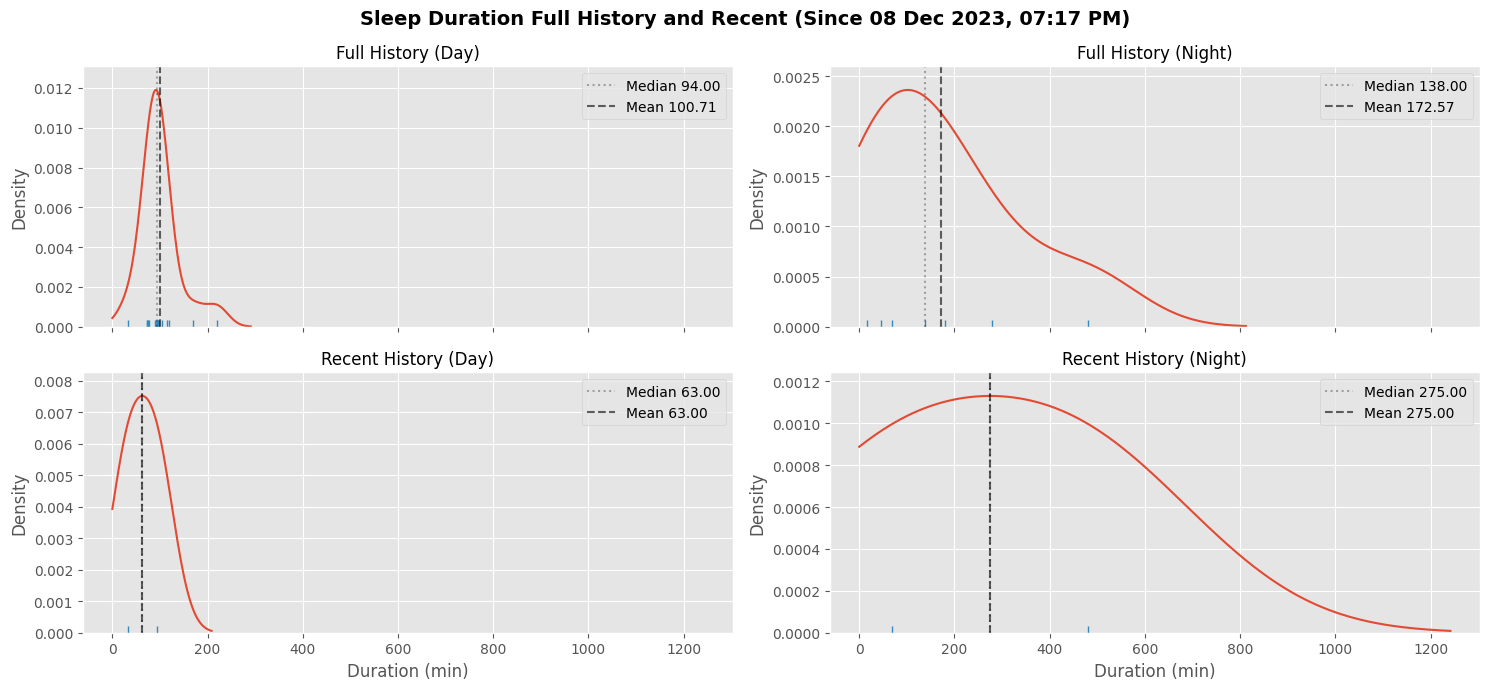 Sleep Duration Full History and Recent (Since 08 Dec 2023, 07:17 PM)
Full History (Day)
0.012
0.010
0.008
0.006
0.004
0.002
0.000
Density
Median 94.00
Mean 100.71
Full History (Night)
0.0025
0.0020
0.0015
0.0010
0.0005
0.0000
Density
Median 138.00
Mean 172.57
Recent History (Day)
0.008
0.007
0.006
0.005
0.004
0.003
0.002
0.001
0.000
Density
Median 63.00
Mean 63.00
0 200 400 600 800 1000 1200
Duration (min)
Recent History (Night)
0.0012
0.0010
0.0008
0.0006
0.0004
0.0002
0.0000
Density
Median 275.00
Mean 275.00
0 200 400 600 800 1000 1200
Duration (min)